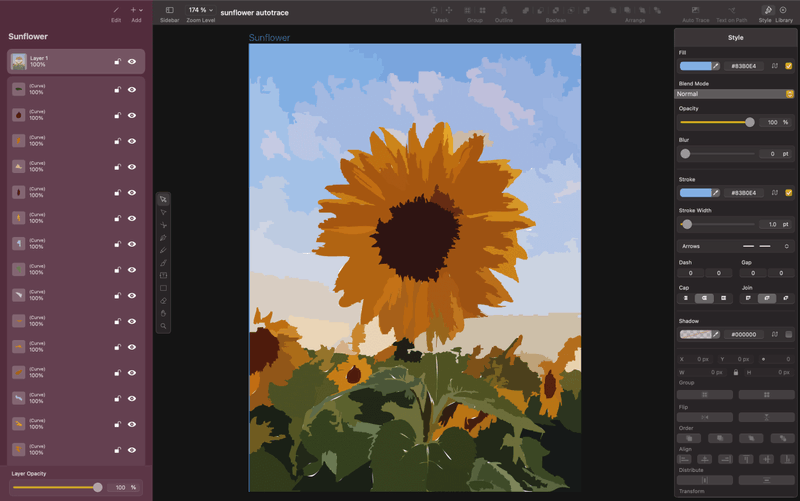 Edit
Add
Sidebar
174 %
Zoom Level
sunflower autotrace
Mask
Group
Outline
Boolean
Arrange
Auto Trace
Text on Path
Style
Library
Sunflower
Layer 1
100%
(Curve)
100%
(Curve)
100%
(Curve)
100%
(Curve)
100%
(Curve)
100%
(Curve)
100%
(Curve)
100%
(Curve)
100%
(Curve)
100%
(Curve)
100%
(Curve)
100%
(Curve)
100%
(Curve)
100%
(Curve)
100%
(Curve)
100%
Layer Opacity
100 %
Sunflower
Style
Fill
#83B0E4
Blend Mode
Normal
Opacity
100 %
Blur
0 pt
Stroke
#83B0E4
Stroke Width
1.0 pt
Arrows
Dash
Gap
0 0 0 0
Cap
Join
Shadow
#000000
X 0 px Y 0 px 0
W 0 px H 0 px
Group
Flip
Order
Align
Distribute
Transform